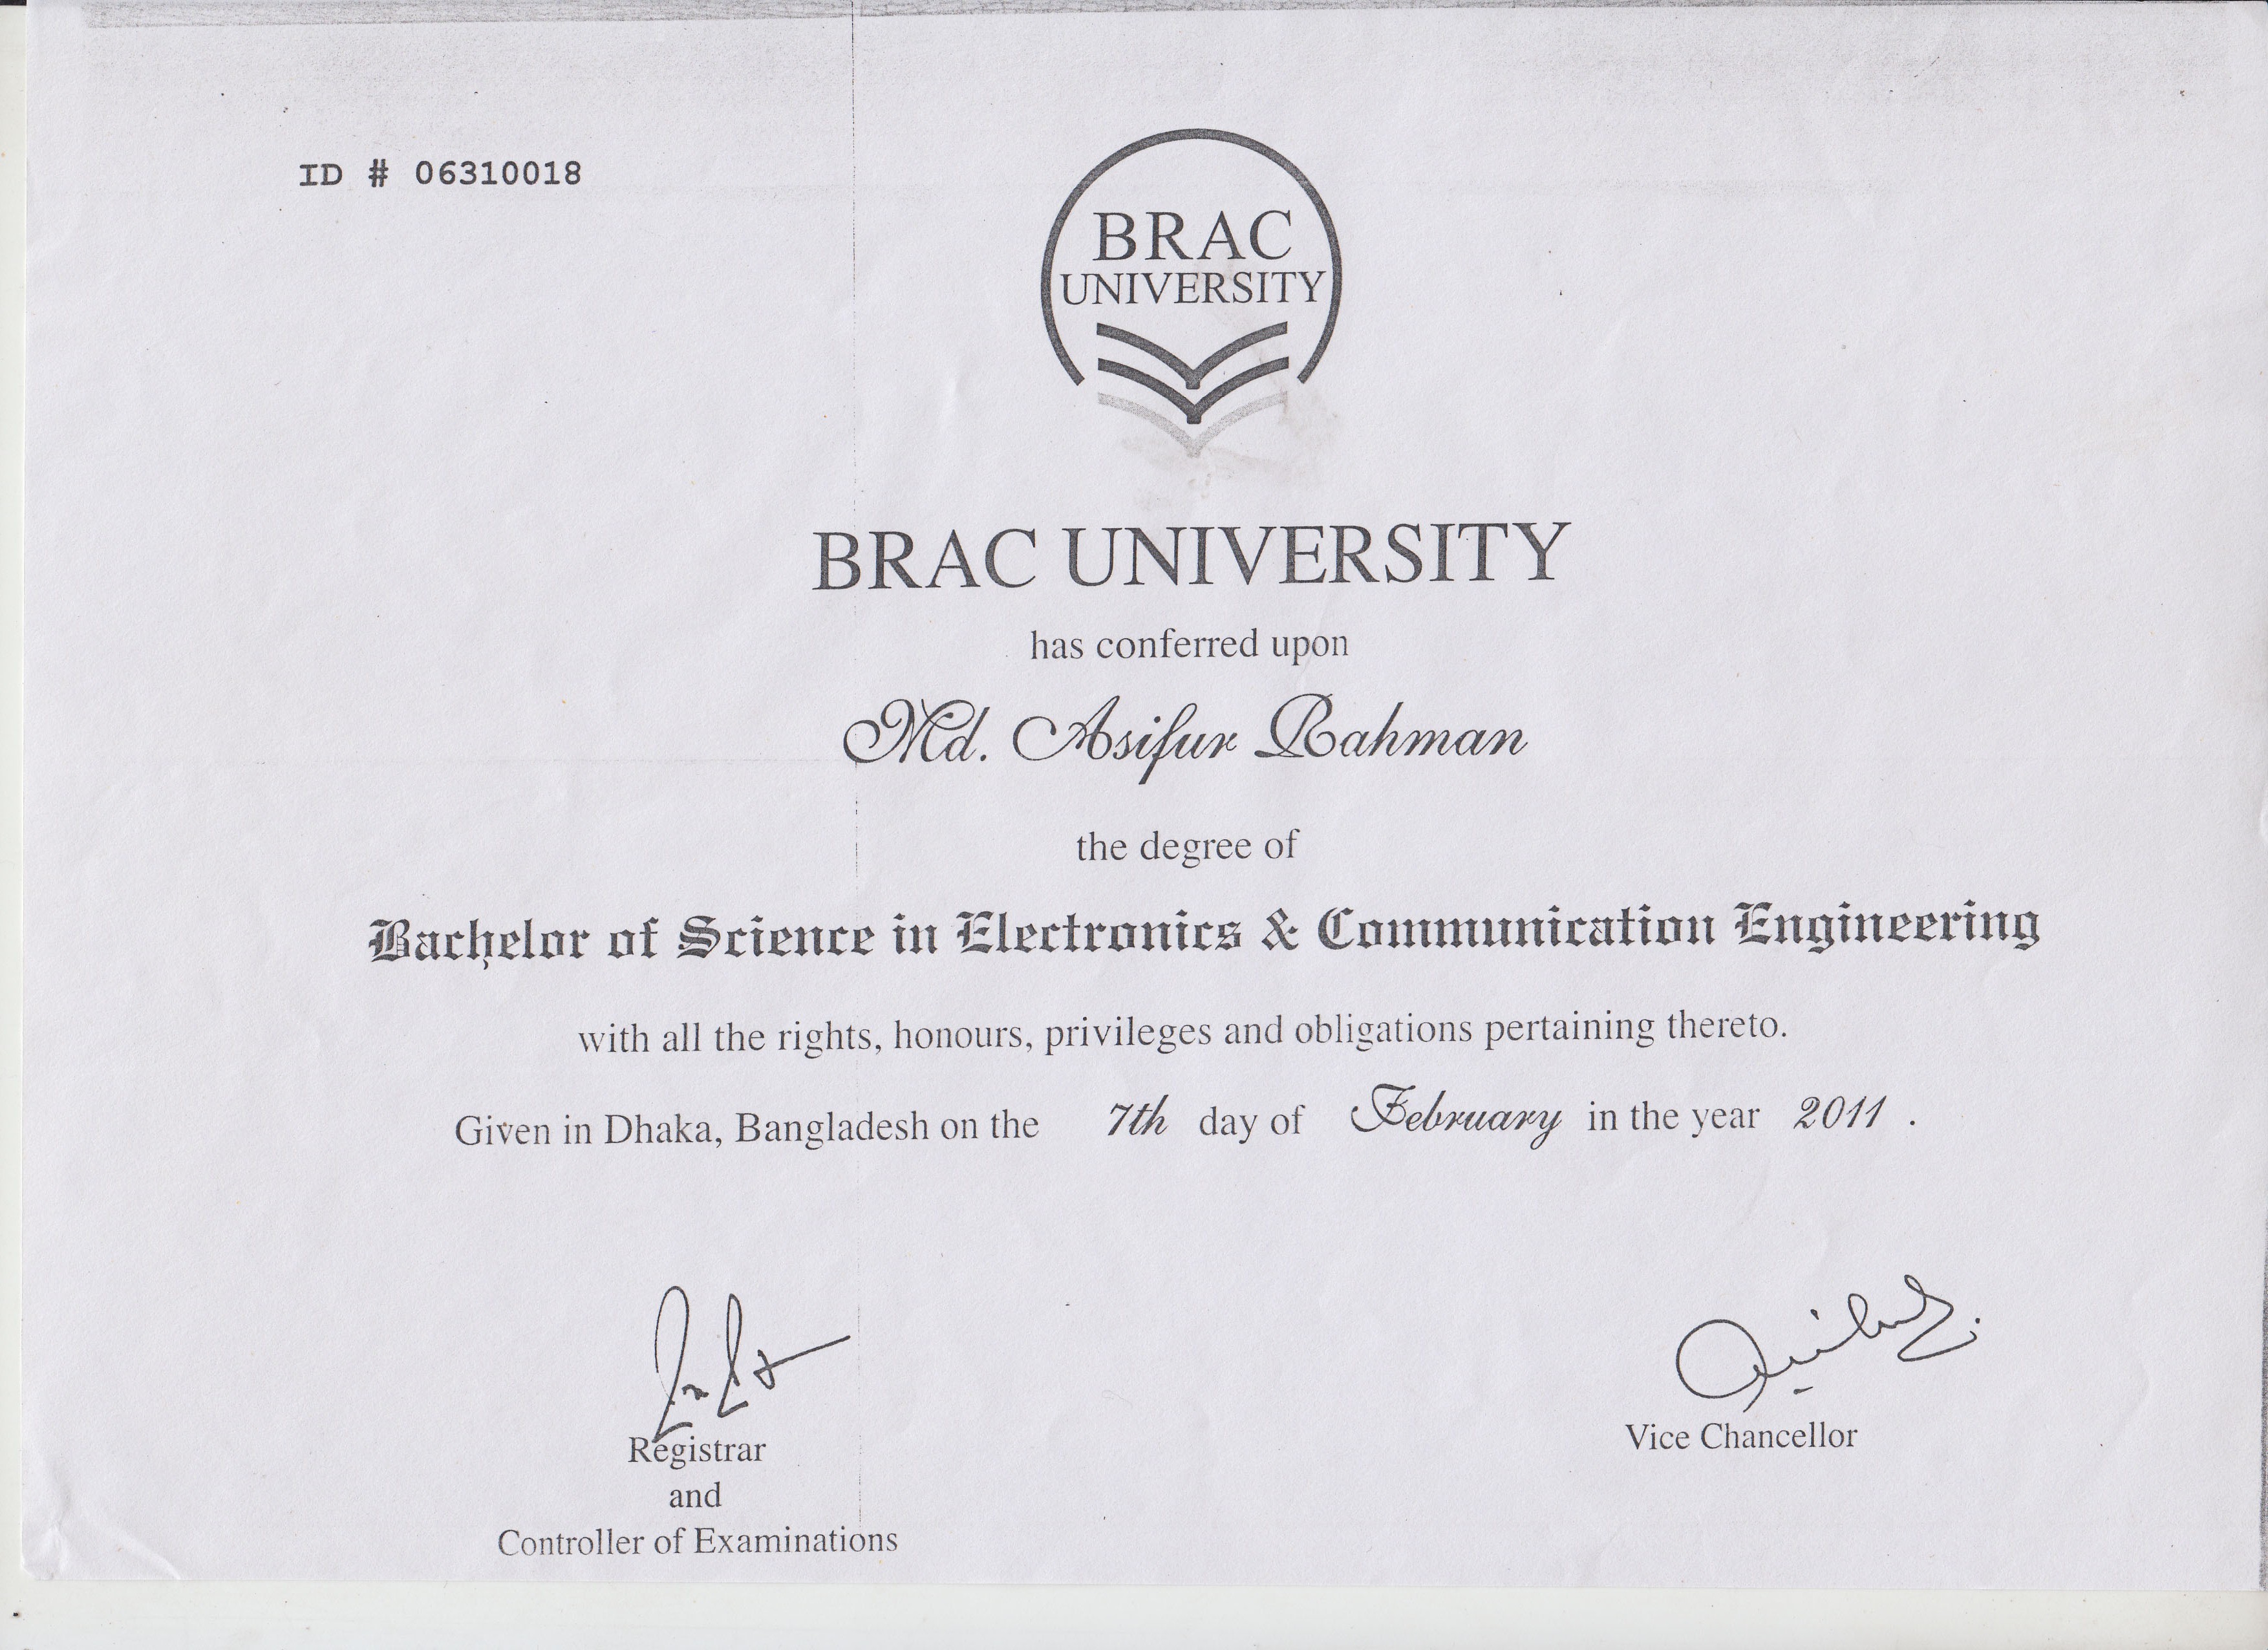 ID # 06310018
BRAC
UNIVERSITY
BRAC UNIVERSITY
has conferred upon
Md. Asifur Rahman
the degree of
Bachelor of Science in Electronics & Communication Engineering
with all the rights, honours, privileges and obligations pertaining thereto.
Given in Dhaka, Bangladesh on the 7th day of February in the year 2011 .
Registrar
and
Controller of Examinations
Vice Chancellor